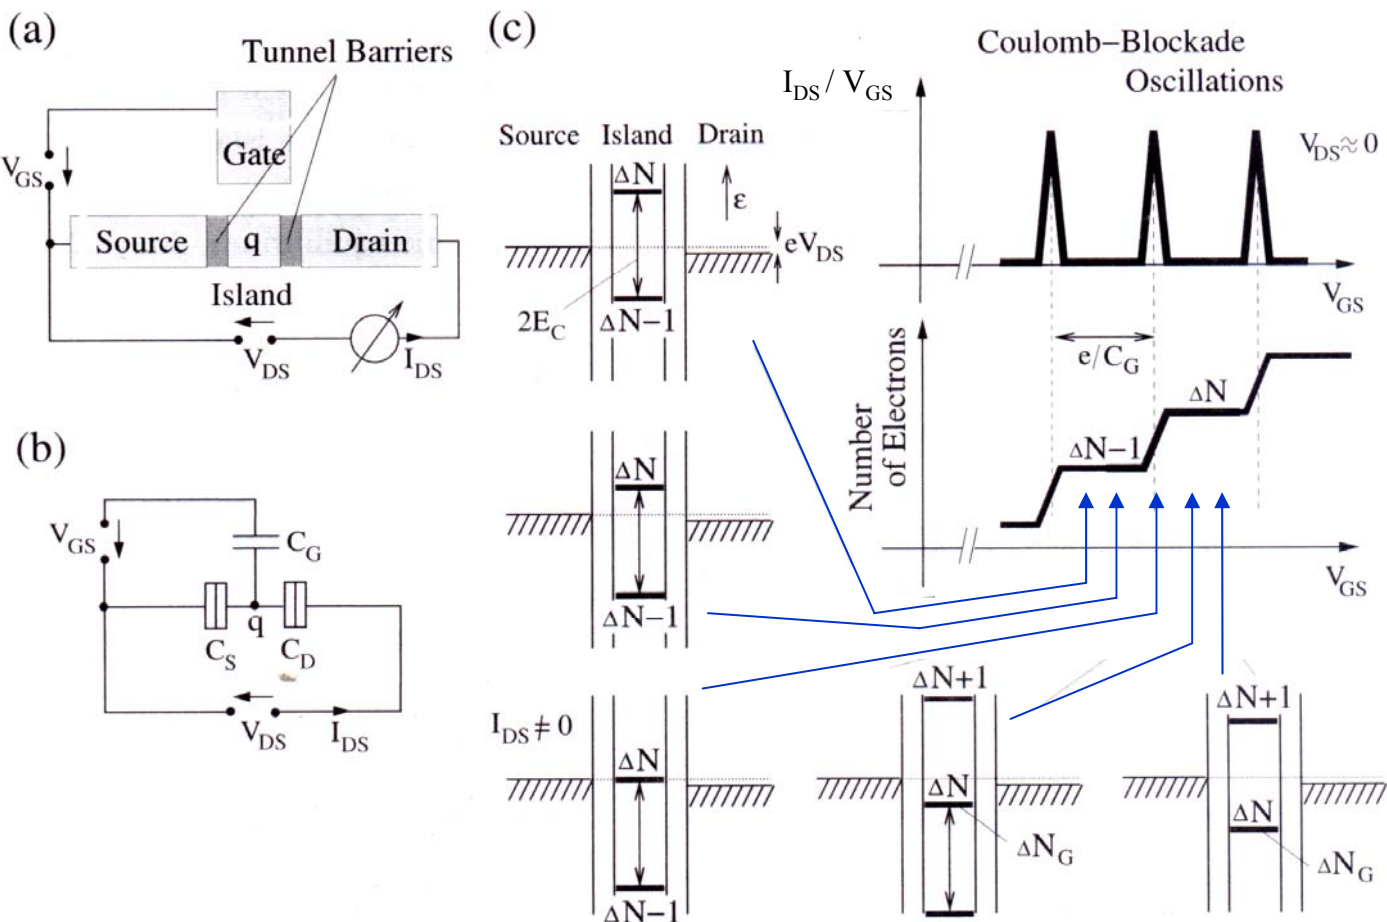 (a)
Tunnel Barriers
Gate
V_GS
Source
q
Drain
Island
V_DS
I_DS
(b)
V_GS
C_G
C_S
q
C_D
V_DS
I_DS
(c)
Source Island Drain
ΔN
ε
eV_DS
2E_C
ΔN−1
ΔN
ΔN−1
I_DS ≠ 0
ΔN
ΔN−1
ΔN+1
ΔN
ΔN_G
ΔN+1
ΔN
ΔN_G
Coulomb−Blockade
Oscillations
I_DS / V_GS
V_DS ≈ 0
V_GS
e/C_G
Number
of Electrons
ΔN−1
ΔN
V_GS